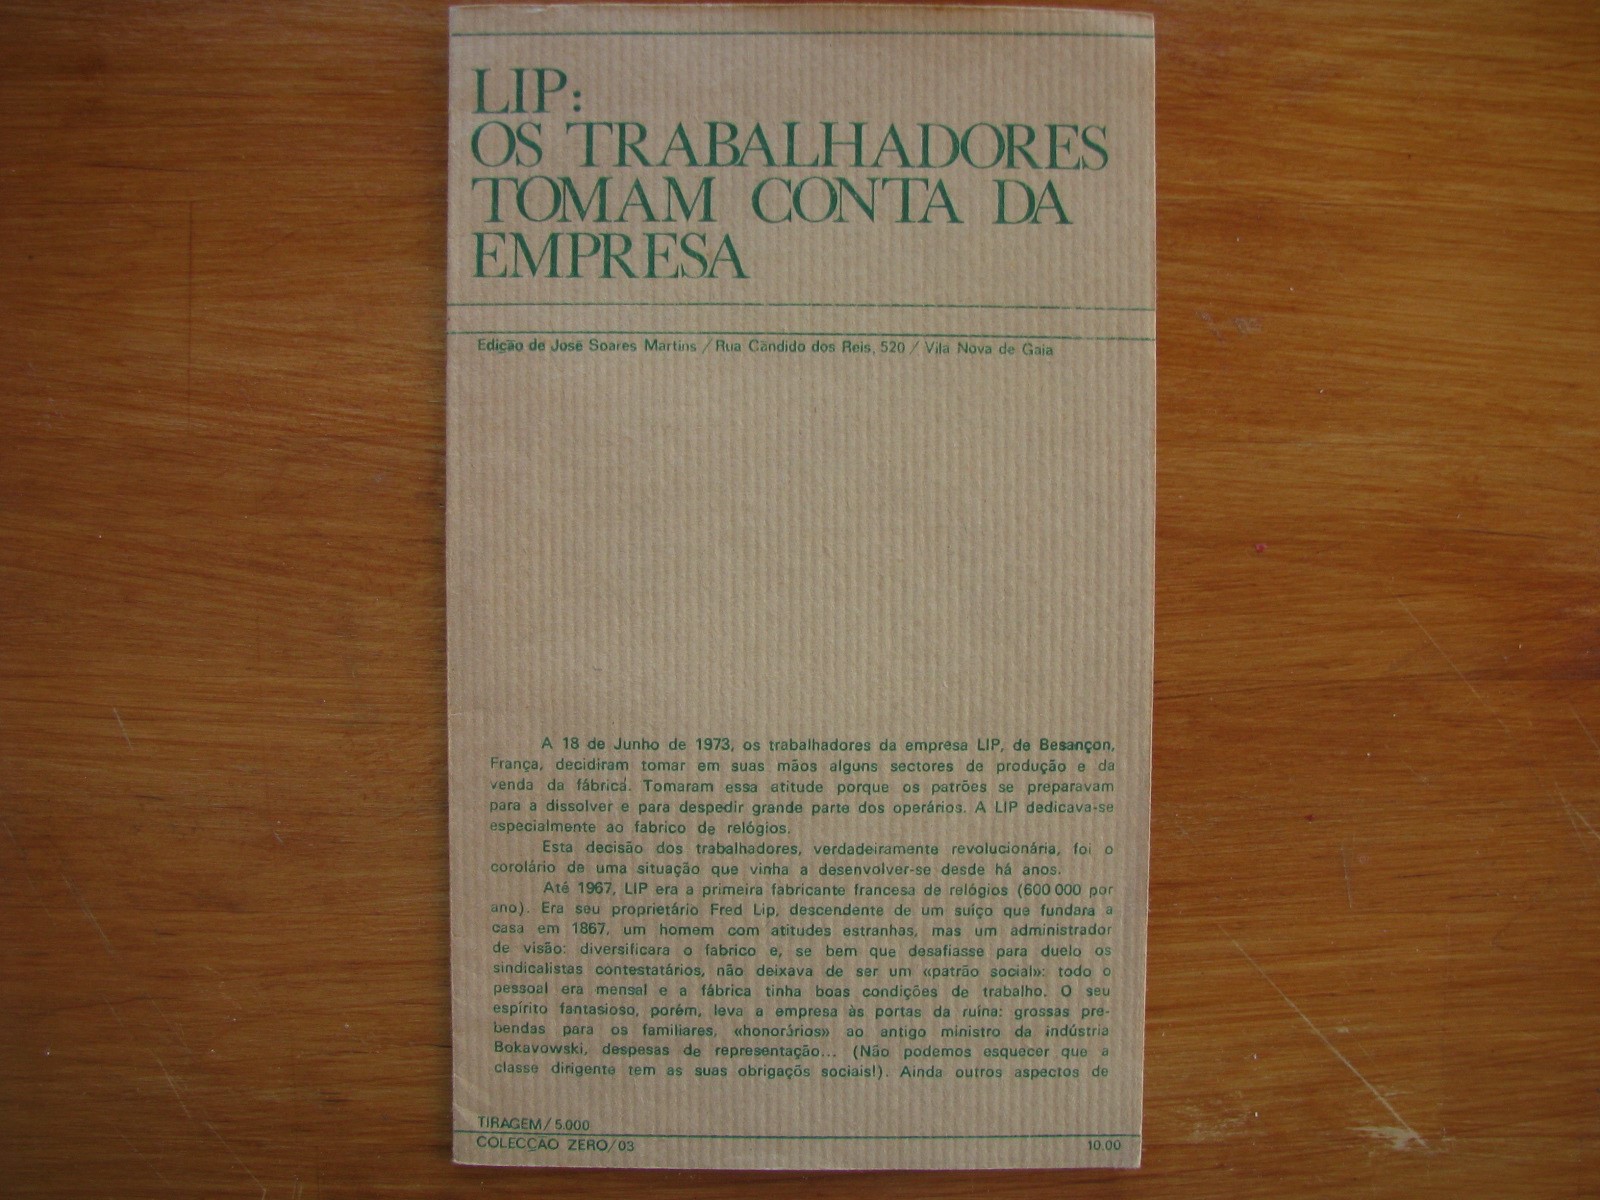 LIP:
OS TRABALHADORES
TOMAM CONTA DA
EMPRESA
Edição de José Soares Martins / Rua Cândido dos Reis, 520 / Vila Nova de Gaia
A 18 de Junho de 1973, os trabalhadores da empresa LIP, de Besançon,
França, decidiram tomar em suas mãos alguns sectores de produção e da
venda da fábrica. Tomaram essa atitude porque os patrões se preparavam
para a dissolver e para despedir grande parte dos operários. A LIP dedicava-se
especialmente ao fabrico de relógios.
Esta decisão dos trabalhadores, verdadeiramente revolucionária, foi o
corolário de uma situação que vinha a desenvolver-se desde há anos.
Até 1967, LIP era a primeira fabricante francesa de relógios (600 000 por
ano). Era seu proprietário Fred Lip, descendente de um suíço que fundara a
casa em 1867, um homem com atitudes estranhas, mas um administrador
de visão: diversificara o fabrico e, se bem que desafiasse para duelo os
sindicalistas contestatários, não deixava de ser um «patrão social»: todo o
pessoal era mensal e a fábrica tinha boas condições de trabalho. O seu
espírito fantasioso, porém, leva a empresa às portas da ruína: grossas pre-
bendas para os familiares, «honorários» ao antigo ministro da indústria
Bokavowski, despesas de representação... (Não podemos esquecer que a
classe dirigente tem as suas obrigaçõs sociais!). Ainda outros aspectos de
TIRAGEM/5.000
COLECÇÃO ZERO/03
10.00